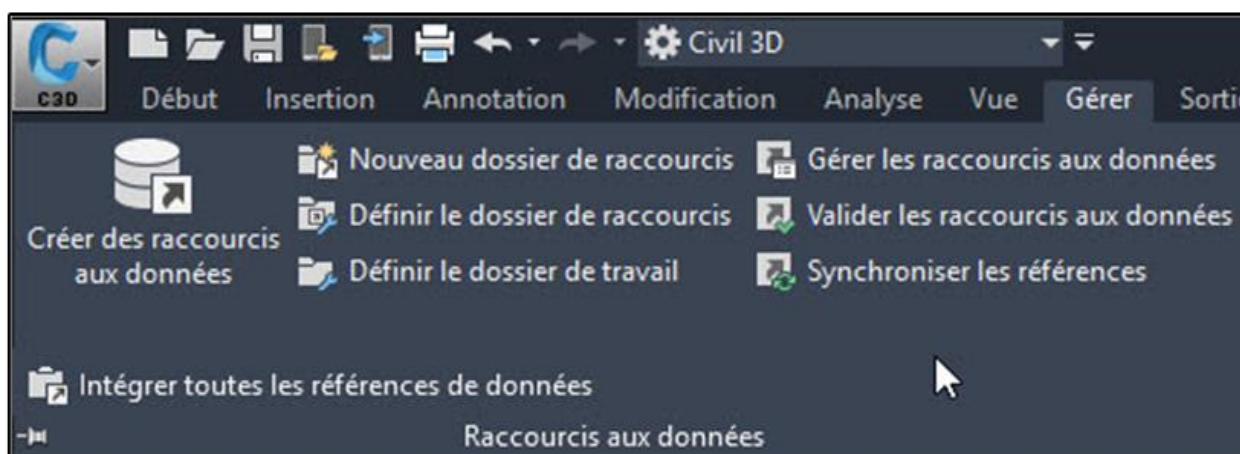 Civil 3D
C3D
Début Insertion Annotation Modification Analyse Vue Gérer Sorti
Créer des raccourcis
aux données
Nouveau dossier de raccourcis
Définir le dossier de raccourcis
Définir le dossier de travail
Gérer les raccourcis aux données
Valider les raccourcis aux données
Synchroniser les références
Intégrer toutes les références de données
Raccourcis aux données